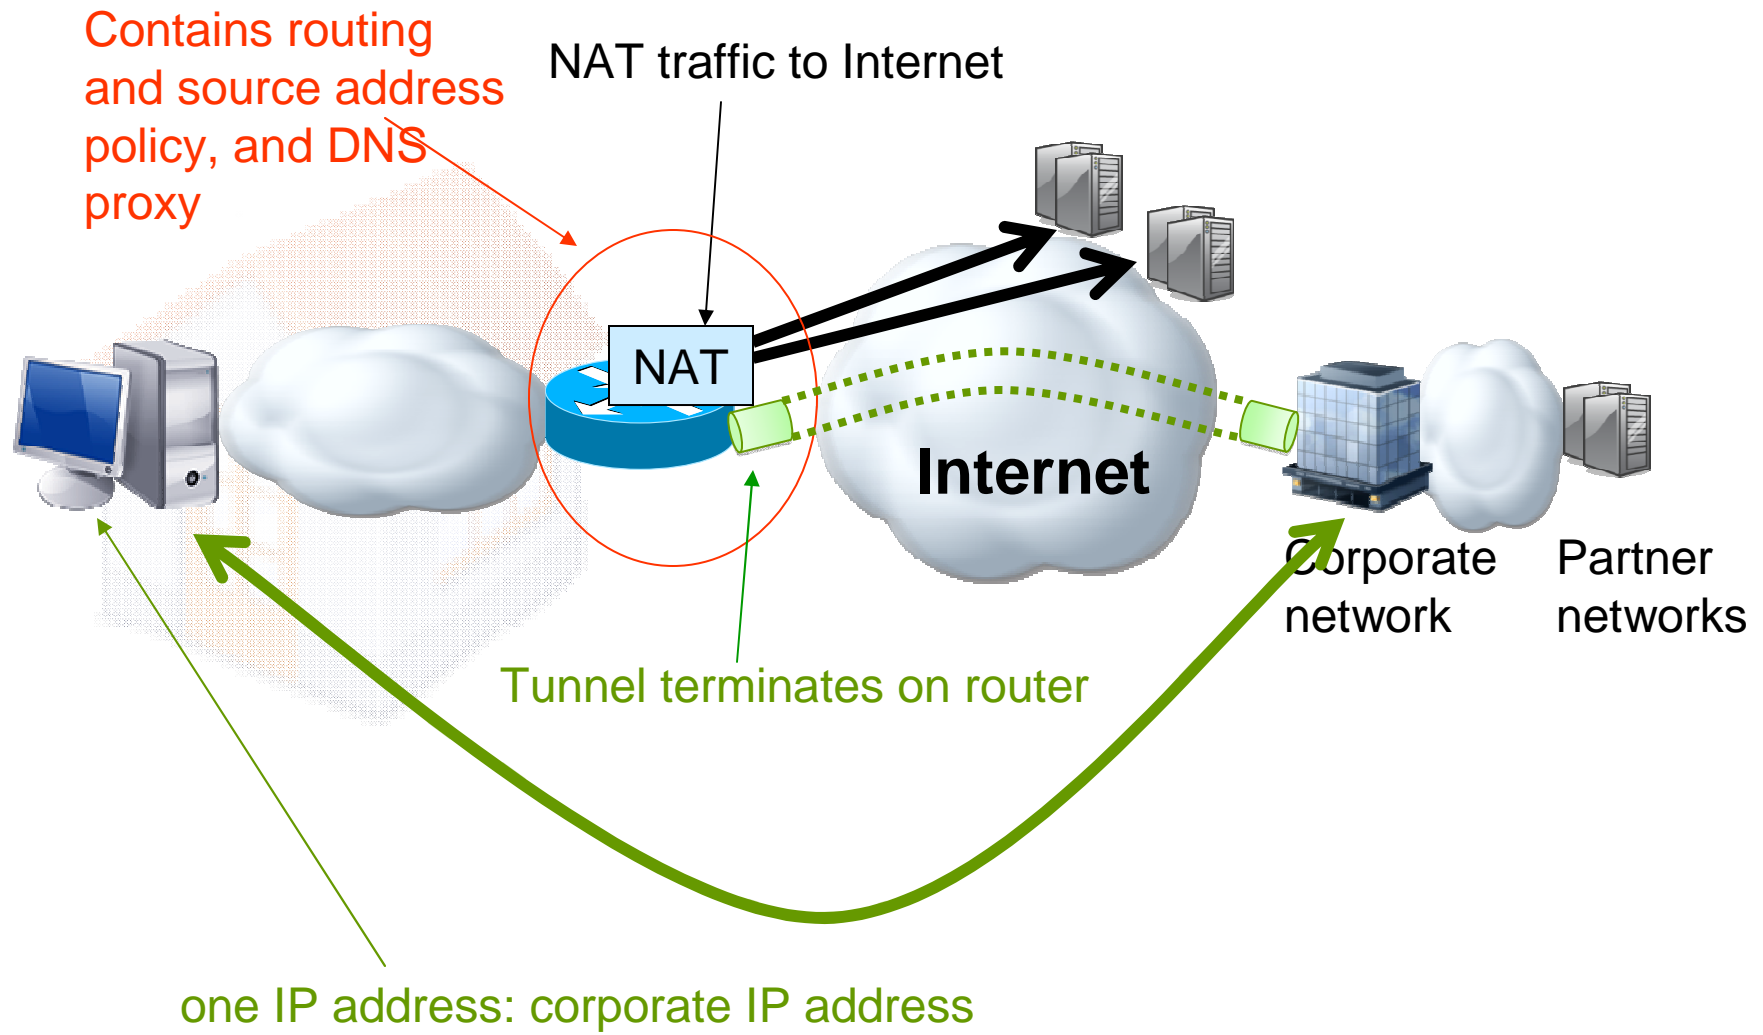 Contains routing
and source address
policy, and DNS
proxy
NAT traffic to Internet
NAT
Internet
Corporate
network
Partner
networks
Tunnel terminates on router
one IP address: corporate IP address